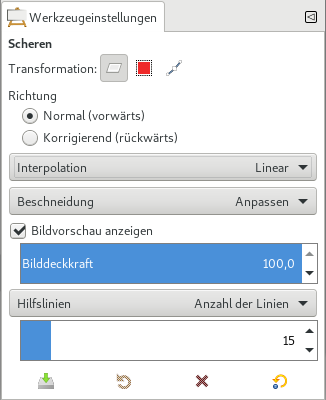 Werkzeugeinstellungen
Scheren
Transformation:
Richtung
Normal (vorwärts)
Korrigierend (rückwärts)
Interpolation Linear
Beschneidung Anpassen
Bildvorschau anzeigen
Bilddeckkraft 100,0
Hilfslinien Anzahl der Linien
15